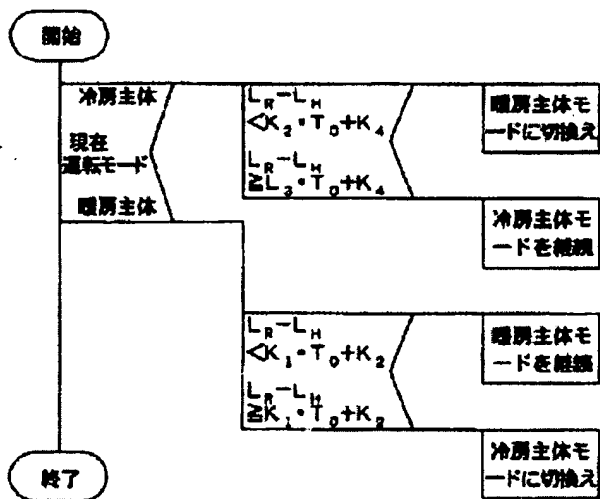 開始
冷房主体
現在
運転モード
暖房主体
L_R−L_H
<K_2・T_0+K_4
L_R−L_H
≧L_3・T_0+K_4
暖房主体モ
ードに切換え
冷房主体モ
ードを継続
L_R−L_H
<K_1・T_0+K_2
L_R−L_H
≧K_1・T_0+K_2
暖房主体モ
ードを継続
冷房主体モ
ードに切換え
終了